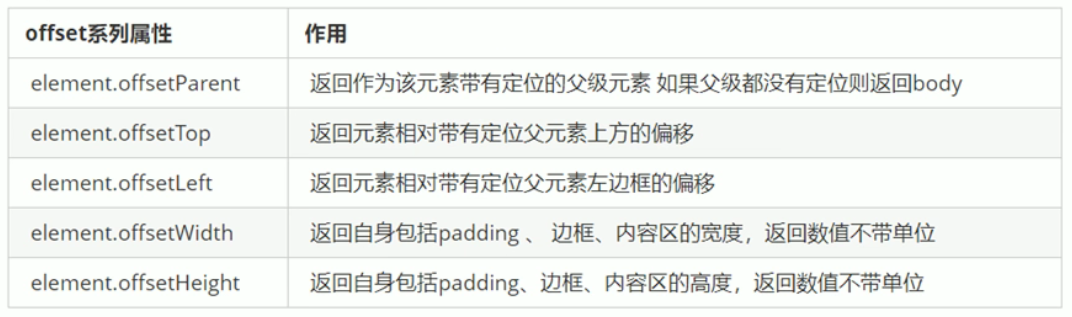 offset系列属性 作用
element.offsetParent 返回作为该元素带有定位的父级元素 如果父级都没有定位则返回body
element.offsetTop 返回元素相对带有定位父元素上方的偏移
element.offsetLeft 返回元素相对带有定位父元素左边框的偏移
element.offsetWidth 返回自身包括padding 、 边框、内容区的宽度，返回数值不带单位
element.offsetHeight 返回自身包括padding、边框、内容区的高度，返回数值不带单位